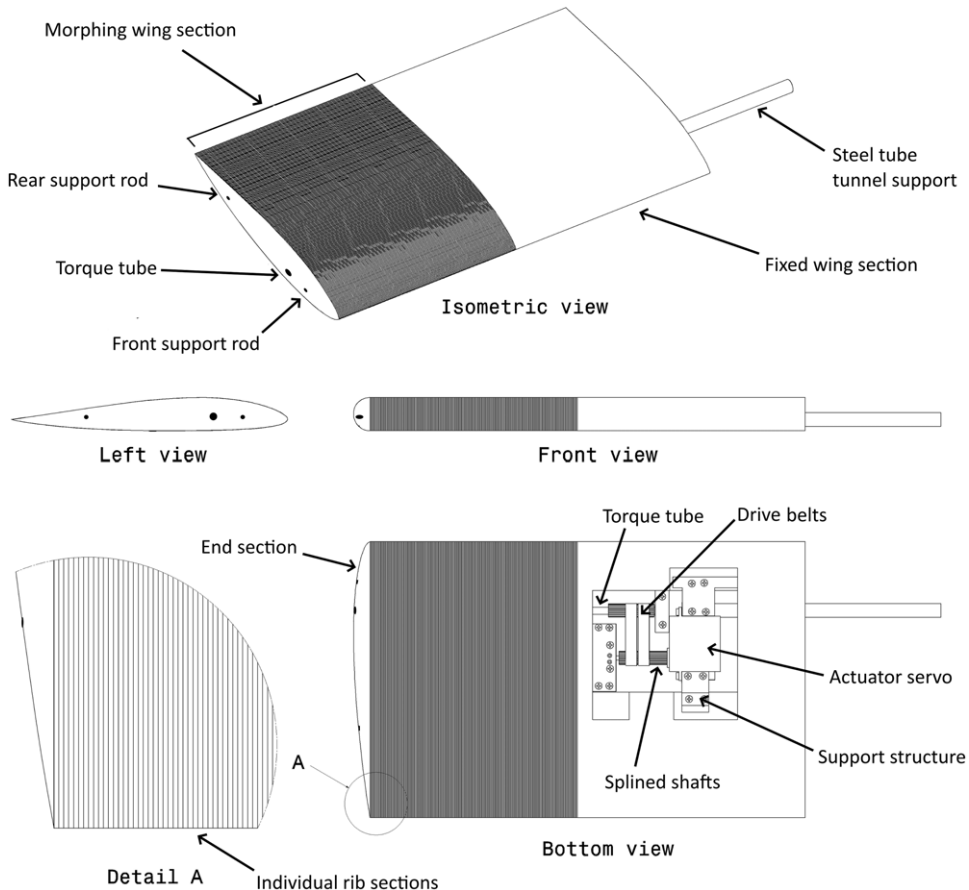 Morphing wing section
Rear support rod
Steel tube
tunnel support
Torque tube
Fixed wing section
Isometric view
Front support rod
Left view
Front view
Torque tube
Drive belts
End section
Actuator servo
A
Support structure
Splined shafts
Bottom view
Detail A
Individual rib sections